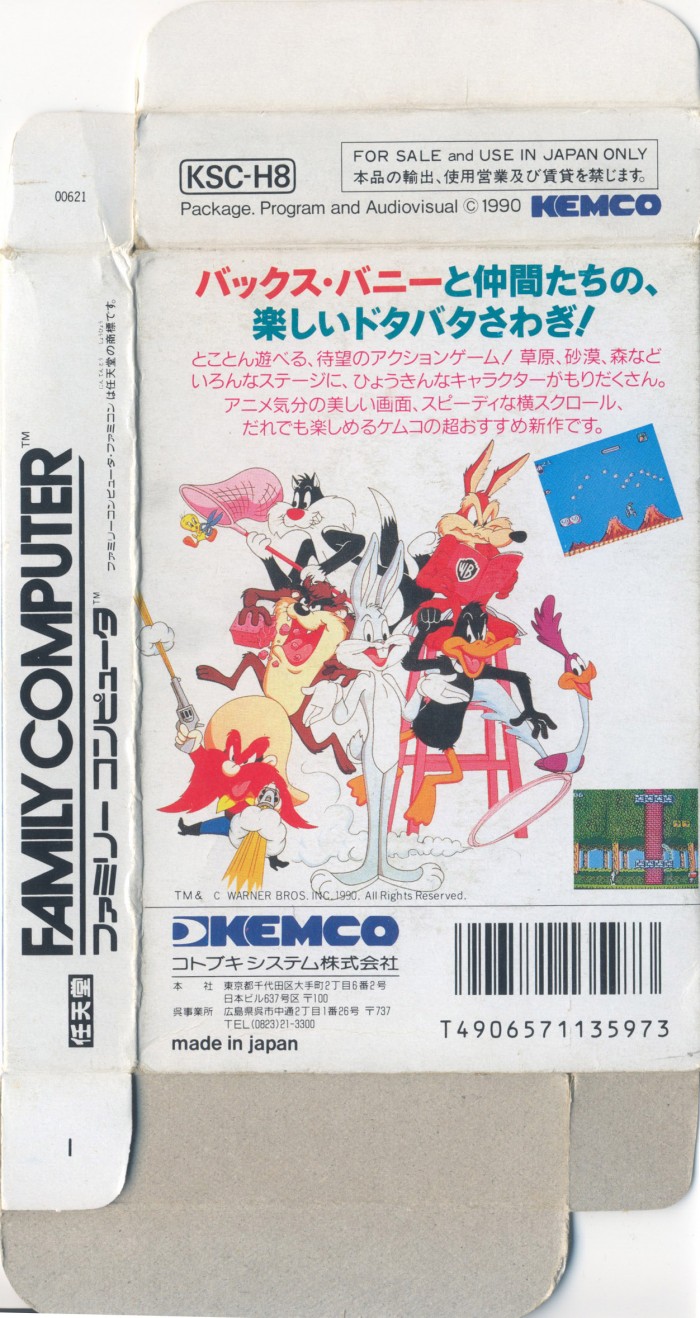 00621
KSC-H8
FOR SALE and USE IN JAPAN ONLY
本品の輸出、使用営業及び賃貸を禁じます。
Package. Program and Audiovisual © 1990 KEMCO
バックス・バニーと仲間たちの、
楽しいドタバタさわぎ!
とことん遊べる、待望のアクションゲーム! 草原、砂漠、森など
いろんなステージに、ひょうきんなキャラクターがもりだくさん。
アニメ気分の美しい画面、スピーディな横スクロール、
だれでも楽しめるケムコの超おすすめ新作です。
WB
TM & C WARNER BROS. INC. 1990. All Rights Reserved.
KEMCO
コトブキシステム株式会社
本 社 東京都千代田区大手町2丁目6番2号
日本ビル637号区 〒100
呉事業所 広島県呉市中通2丁目1番26号 〒737
TEL(0823)21-3300
made in japan
T4906571135973
FAMILY COMPUTER™
ファミリー コンピュータ™
ファミリーコンピュータ・ファミコンは任天堂の商標です。
にんてんどう しょうひょう
任天堂
I